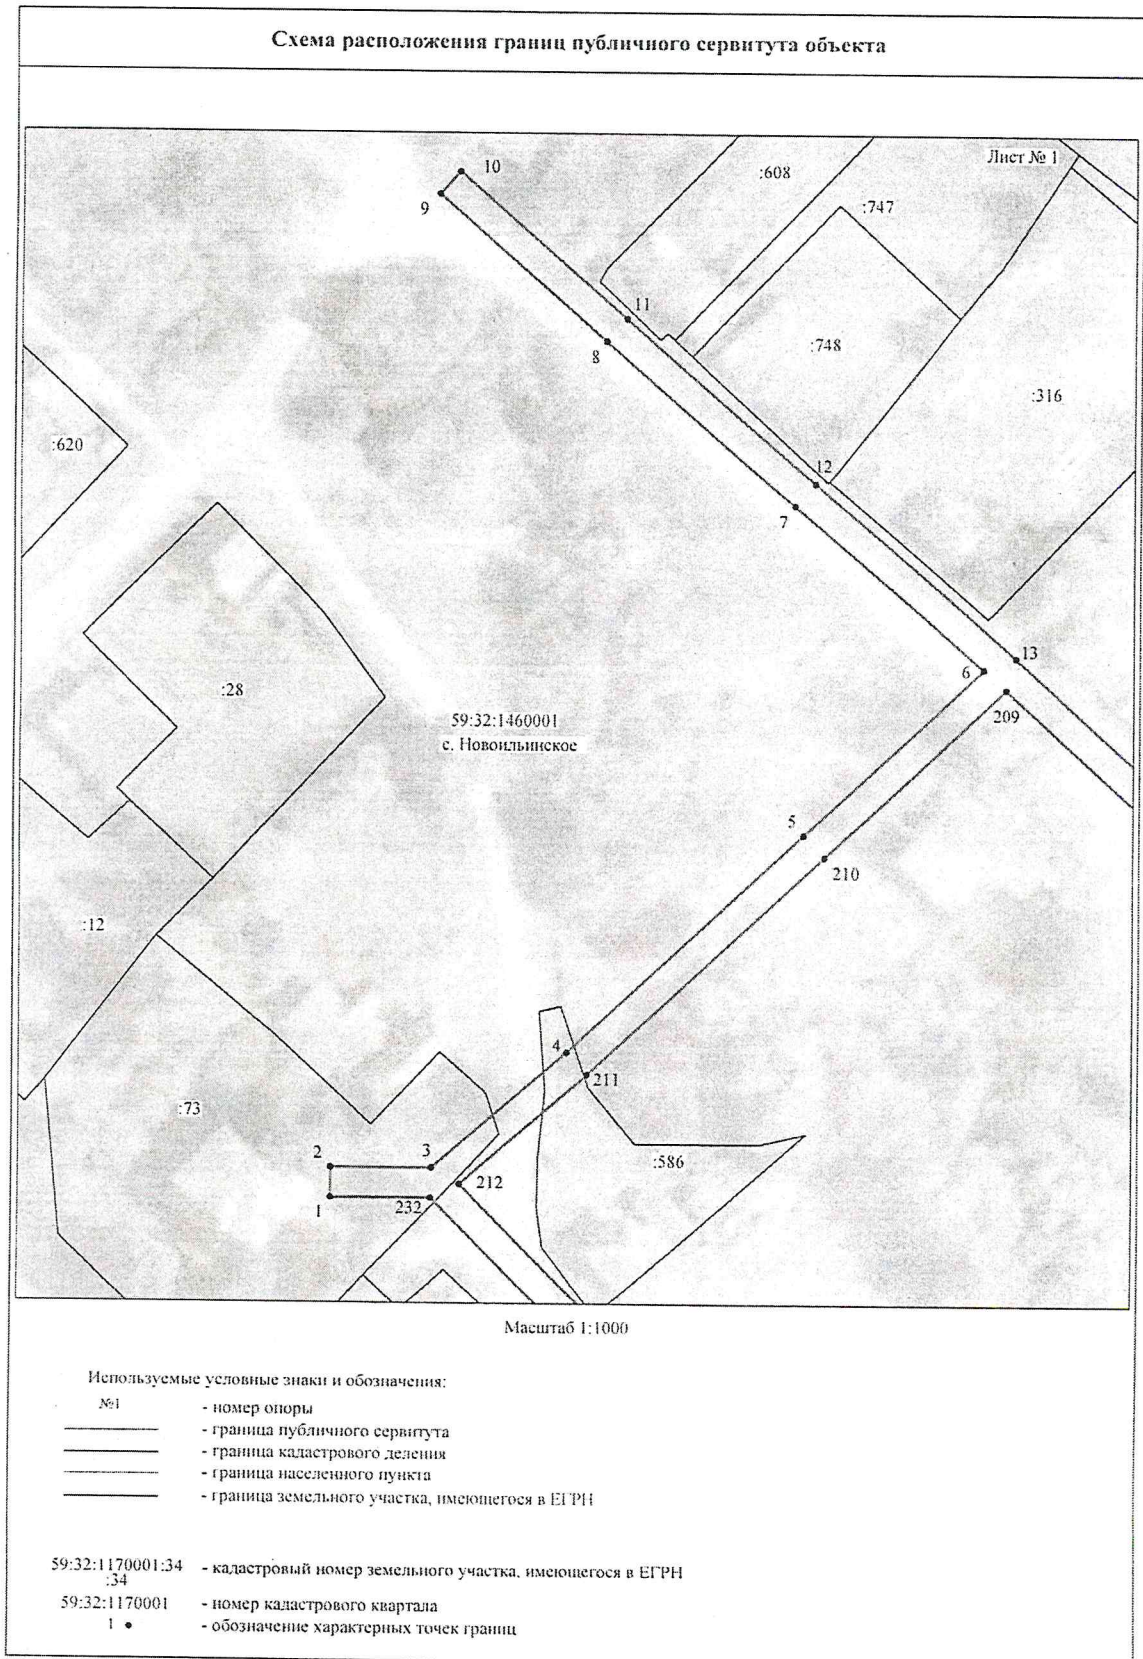 Схема расположения границ публичного сервитута объекта
Лист № 1
10
:608
9
:747
11
:748
8
:316
:620
12
7
13
6
:28
209
59:32:1460001
с. Новоильинское
5
210
:12
4
211
:73
2
3
:586
212
1
232
Масштаб 1:1000
Используемые условные знаки и обозначения:
№1 - номер опоры
- граница публичного сервитута
- граница кадастрового деления
- граница населенного пункта
- граница земельного участка, имеющегося в ЕГРН
59:32:1170001:34 - кадастровый номер земельного участка, имеющегося в ЕГРН
:34
59:32:1170001 - номер кадастрового квартала
1 • - обозначение характерных точек границ